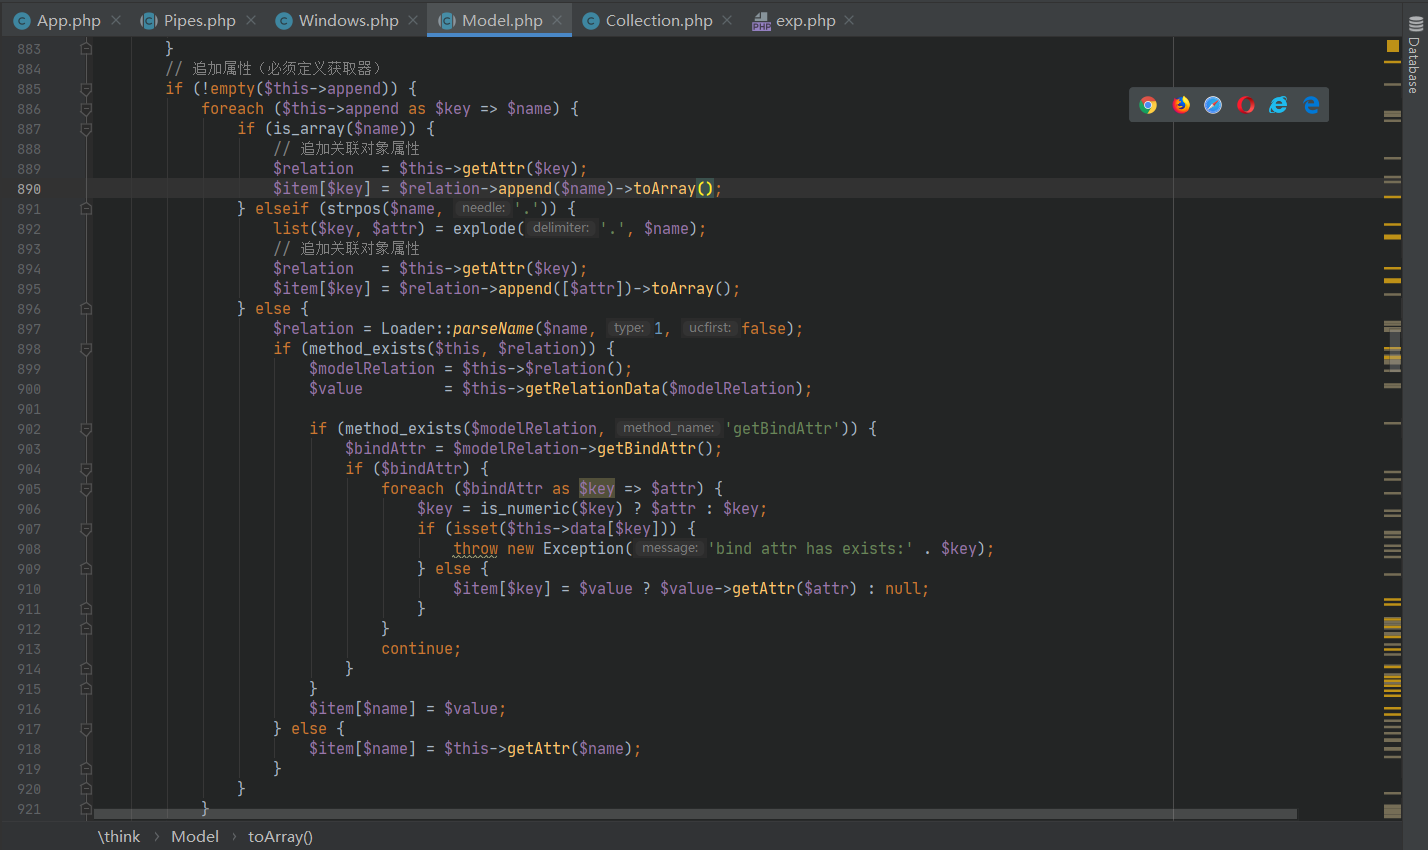 App.php Pipes.php Windows.php Model.php Collection.php exp.php
Database
883 }
884 // 追加属性（必须定义获取器）
885 if (!empty($this->append)) {
886 foreach ($this->append as $key => $name) {
887 if (is_array($name)) {
888 // 追加关联对象属性
889 $relation   = $this->getAttr($key);
890 $item[$key] = $relation->append($name)->toArray();
891 } elseif (strpos($name, needle: '.')) {
892 list($key, $attr) = explode( delimiter: '.', $name);
893 // 追加关联对象属性
894 $relation   = $this->getAttr($key);
895 $item[$key] = $relation->append([$attr])->toArray();
896 } else {
897 $relation = Loader::parseName($name, type: 1, ucfirst: false);
898 if (method_exists($this, $relation)) {
899 $modelRelation = $this->$relation();
900 $value         = $this->getRelationData($modelRelation);
901
902 if (method_exists($modelRelation, method_name: 'getBindAttr')) {
903 $bindAttr = $modelRelation->getBindAttr();
904 if ($bindAttr) {
905 foreach ($bindAttr as $key => $attr) {
906 $key = is_numeric($key) ? $attr : $key;
907 if (isset($this->data[$key])) {
908 throw new Exception( message: 'bind attr has exists:' . $key);
909 } else {
910 $item[$key] = $value ? $value->getAttr($attr) : null;
911 }
912 }
913 continue;
914 }
915 }
916 $item[$name] = $value;
917 } else {
918 $item[$name] = $this->getAttr($name);
919 }
920 }
921 }
\think › Model › toArray()